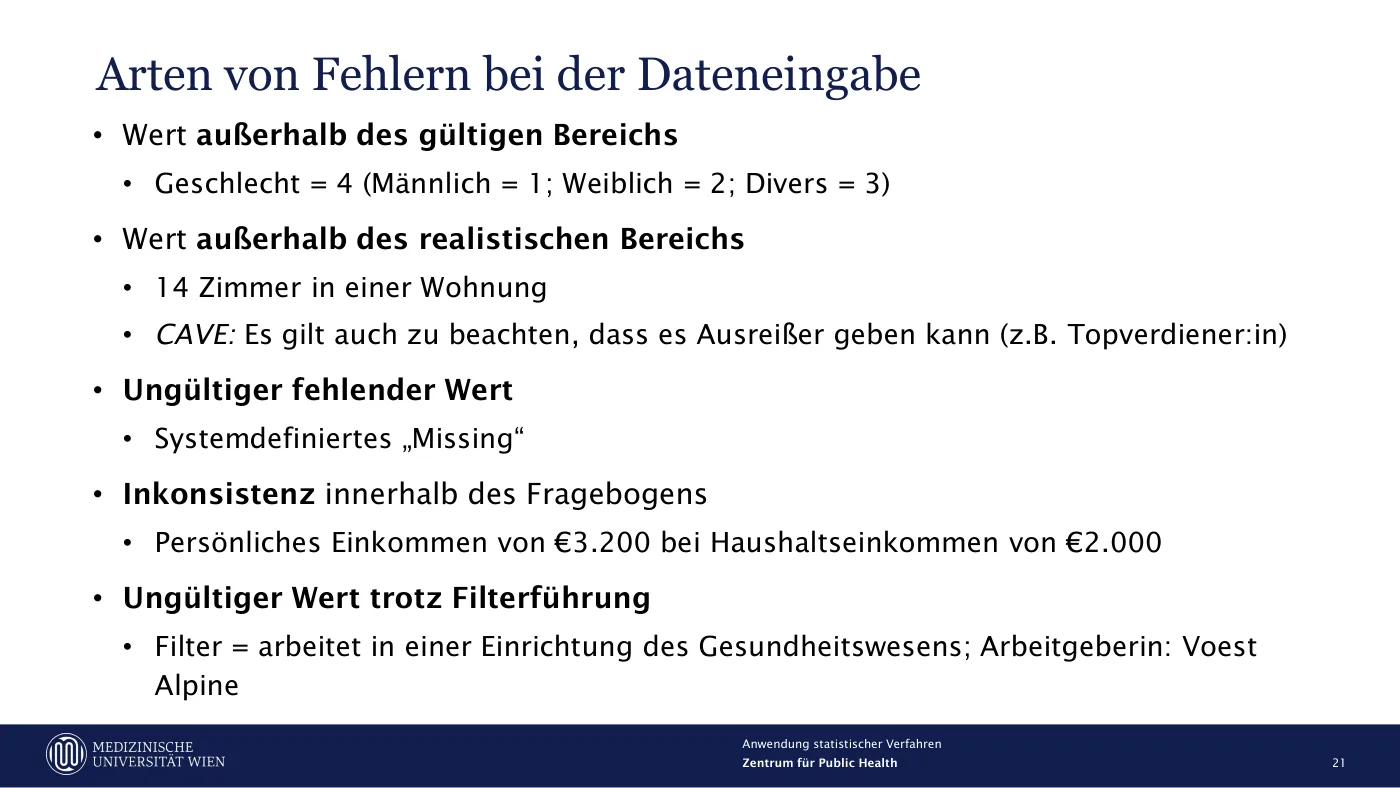 Arten von Fehlern bei der Dateneingabe
• Wert außerhalb des gültigen Bereichs
• Geschlecht = 4 (Männlich = 1; Weiblich = 2; Divers = 3)
• Wert außerhalb des realistischen Bereichs
• 14 Zimmer in einer Wohnung
• CAVE: Es gilt auch zu beachten, dass es Ausreißer geben kann (z.B. Topverdiener:in)
• Ungültiger fehlender Wert
• Systemdefiniertes „Missing“
• Inkonsistenz innerhalb des Fragebogens
• Persönliches Einkommen von €3.200 bei Haushaltseinkommen von €2.000
• Ungültiger Wert trotz Filterführung
• Filter = arbeitet in einer Einrichtung des Gesundheitswesens; Arbeitgeberin: Voest
Alpine
MEDIZINISCHE
UNIVERSITÄT WIEN
Anwendung statistischer Verfahren
Zentrum für Public Health
21